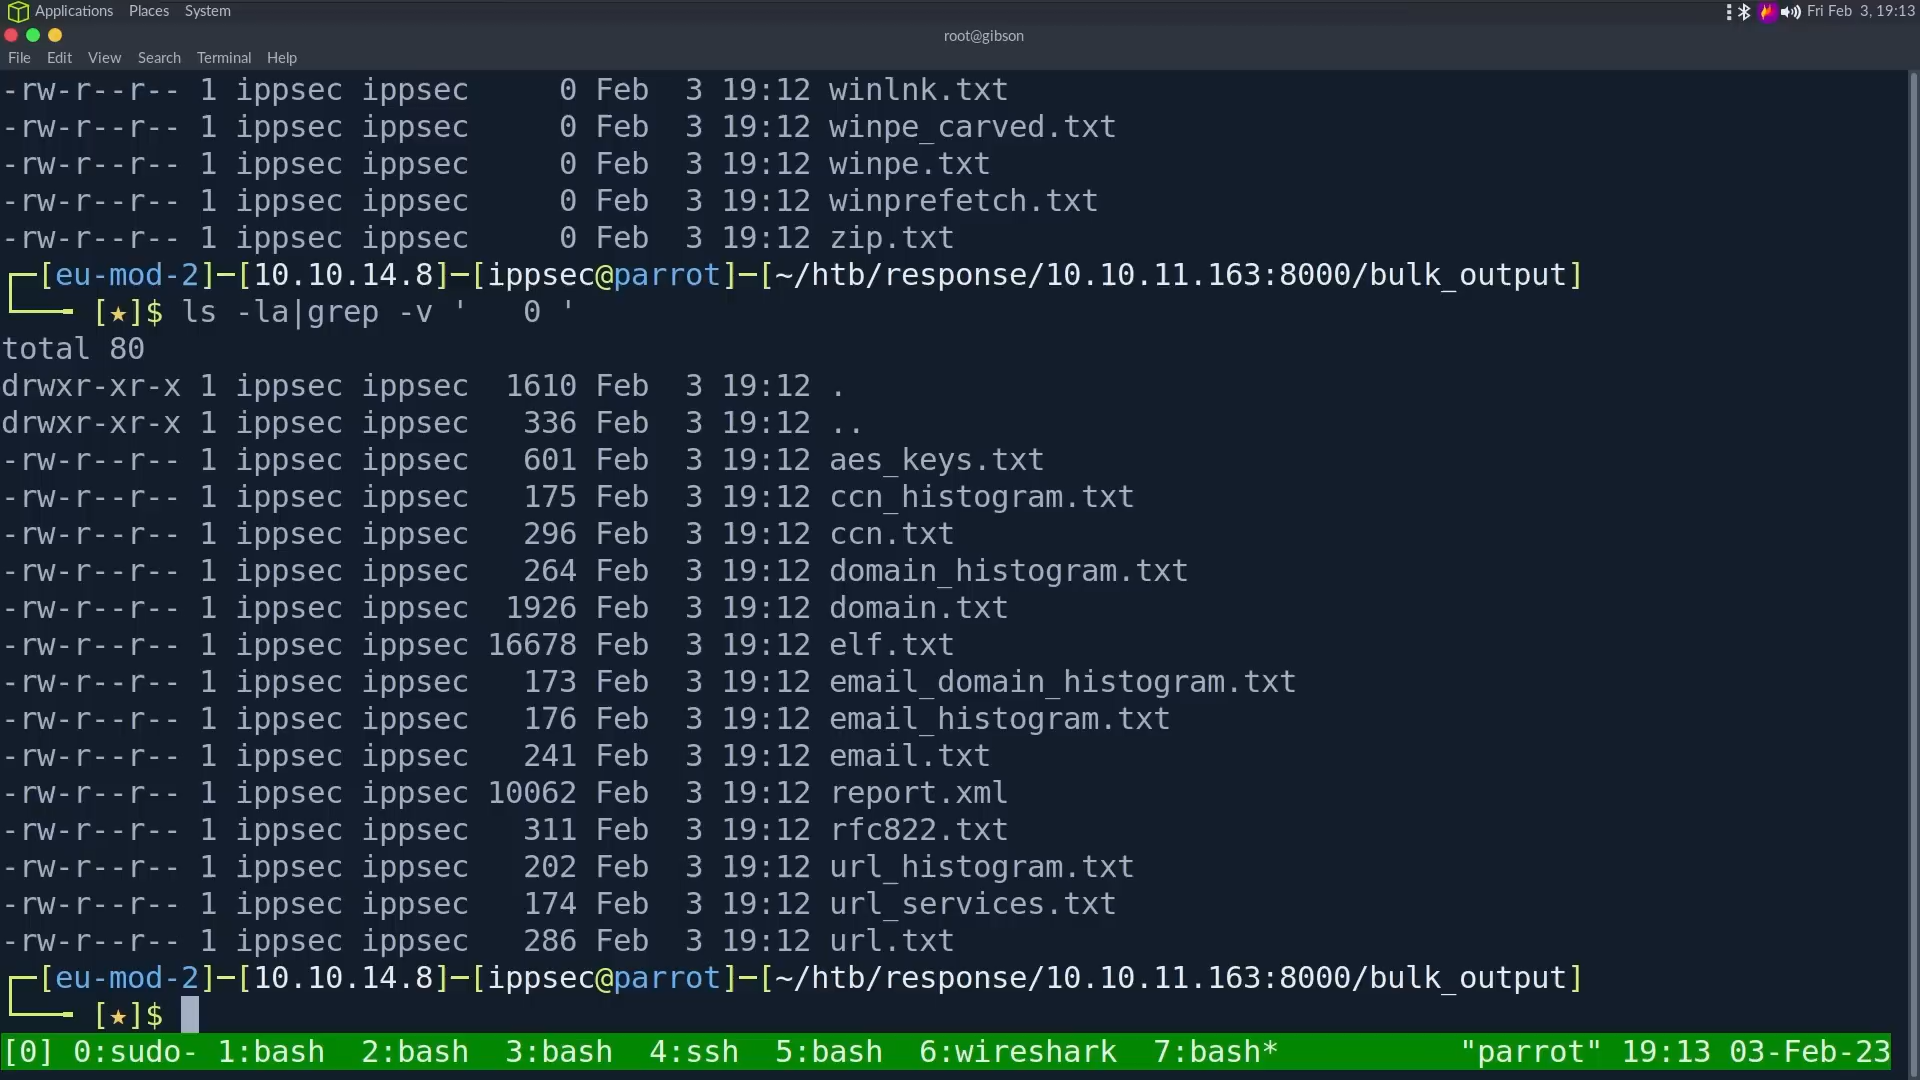 Applications Places System Fri Feb  3, 19:13
root@gibson
File Edit View Search Terminal Help
-rw-r--r-- 1 ippsec ippsec     0 Feb  3 19:12 winlnk.txt
-rw-r--r-- 1 ippsec ippsec     0 Feb  3 19:12 winpe_carved.txt
-rw-r--r-- 1 ippsec ippsec     0 Feb  3 19:12 winpe.txt
-rw-r--r-- 1 ippsec ippsec     0 Feb  3 19:12 winprefetch.txt
-rw-r--r-- 1 ippsec ippsec     0 Feb  3 19:12 zip.txt
┌─[eu-mod-2]─[10.10.14.8]─[ippsec@parrot]─[~/htb/response/10.10.11.163:8000/bulk_output]
└──╼ [★]$ ls -la|grep -v '   0 '
total 80
drwxr-xr-x 1 ippsec ippsec  1610 Feb  3 19:12 .
drwxr-xr-x 1 ippsec ippsec   336 Feb  3 19:12 ..
-rw-r--r-- 1 ippsec ippsec   601 Feb  3 19:12 aes_keys.txt
-rw-r--r-- 1 ippsec ippsec   175 Feb  3 19:12 ccn_histogram.txt
-rw-r--r-- 1 ippsec ippsec   296 Feb  3 19:12 ccn.txt
-rw-r--r-- 1 ippsec ippsec   264 Feb  3 19:12 domain_histogram.txt
-rw-r--r-- 1 ippsec ippsec  1926 Feb  3 19:12 domain.txt
-rw-r--r-- 1 ippsec ippsec 16678 Feb  3 19:12 elf.txt
-rw-r--r-- 1 ippsec ippsec   173 Feb  3 19:12 email_domain_histogram.txt
-rw-r--r-- 1 ippsec ippsec   176 Feb  3 19:12 email_histogram.txt
-rw-r--r-- 1 ippsec ippsec   241 Feb  3 19:12 email.txt
-rw-r--r-- 1 ippsec ippsec 10062 Feb  3 19:12 report.xml
-rw-r--r-- 1 ippsec ippsec   311 Feb  3 19:12 rfc822.txt
-rw-r--r-- 1 ippsec ippsec   202 Feb  3 19:12 url_histogram.txt
-rw-r--r-- 1 ippsec ippsec   174 Feb  3 19:12 url_services.txt
-rw-r--r-- 1 ippsec ippsec   286 Feb  3 19:12 url.txt
┌─[eu-mod-2]─[10.10.14.8]─[ippsec@parrot]─[~/htb/response/10.10.11.163:8000/bulk_output]
└──╼ [★]$
[0] 0:sudo- 1:bash  2:bash  3:bash  4:ssh  5:bash  6:wireshark  7:bash*          "parrot" 19:13 03-Feb-23